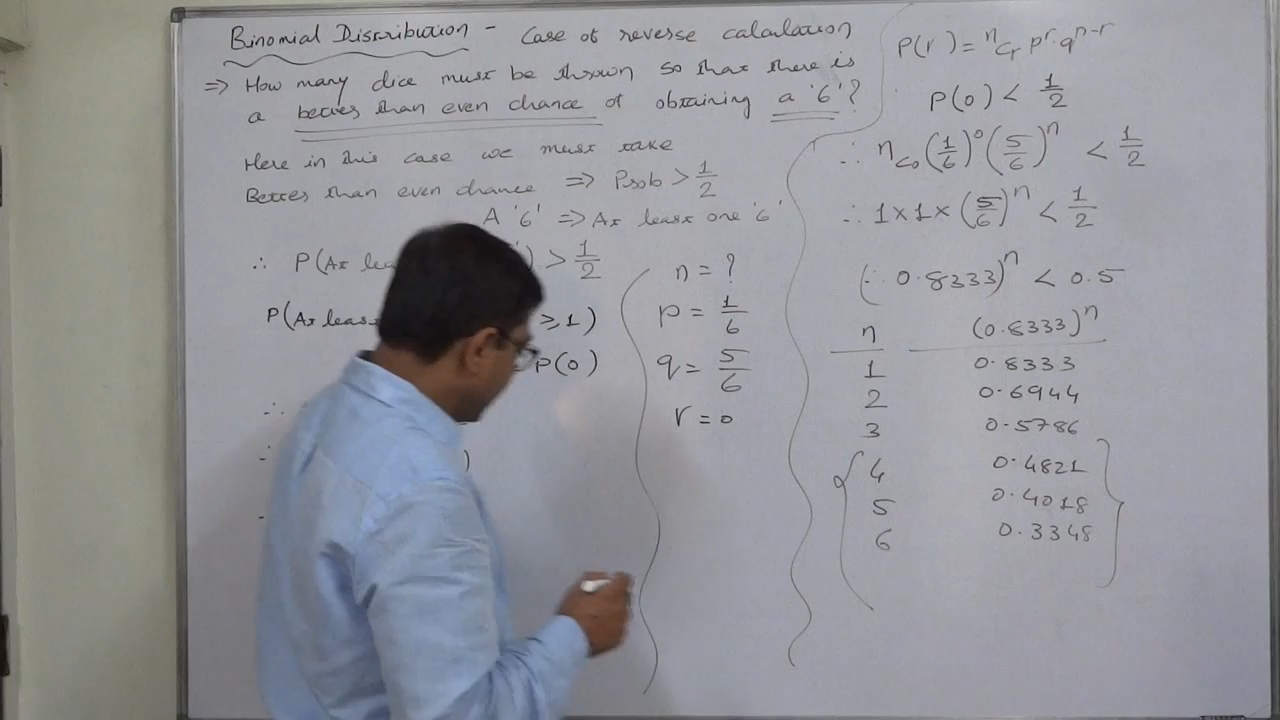 Binomial Distribution - Case of reverse calculation
⇒ How many dice must be thrown so that there is
a better than even chance of obtaining a '6'?
Here in this case we must take
Better than even chance ⇒ Prob > 1/2
A '6' ⇒ At least one '6'
∴ P(At lea ) > 1/2
P(At least ≥ 1)
P(0)
∴
∴ )
n = ?
p = 1/6
q = 5/6
r = 0
P(r) = nCr p^r q^n-r
P(0) < 1/2
∴ nC0 (1/6)^0 (5/6)^n < 1/2
∴ 1 x 1 x (5/6)^n < 1/2
(∴ 0.8333)^n < 0.5
n (0.8333)^n
1 0.8333
2 0.6944
3 0.5786
4 0.4821
5 0.4018
6 0.3348